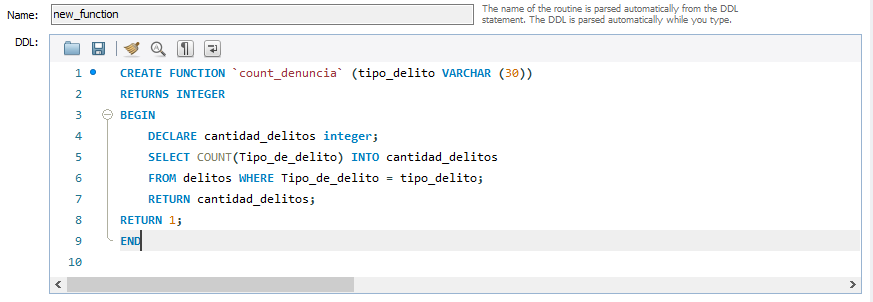 Name: new_function
The name of the routine is parsed automatically from the DDL
statement. The DDL is parsed automatically while you type.
DDL:
1 CREATE FUNCTION `count_denuncia` (tipo_delito VARCHAR (30))
2 RETURNS INTEGER
3 BEGIN
4 DECLARE cantidad_delitos integer;
5 SELECT COUNT(Tipo_de_delito) INTO cantidad_delitos
6 FROM delitos WHERE Tipo_de_delito = tipo_delito;
7 RETURN cantidad_delitos;
8 RETURN 1;
9 END
10